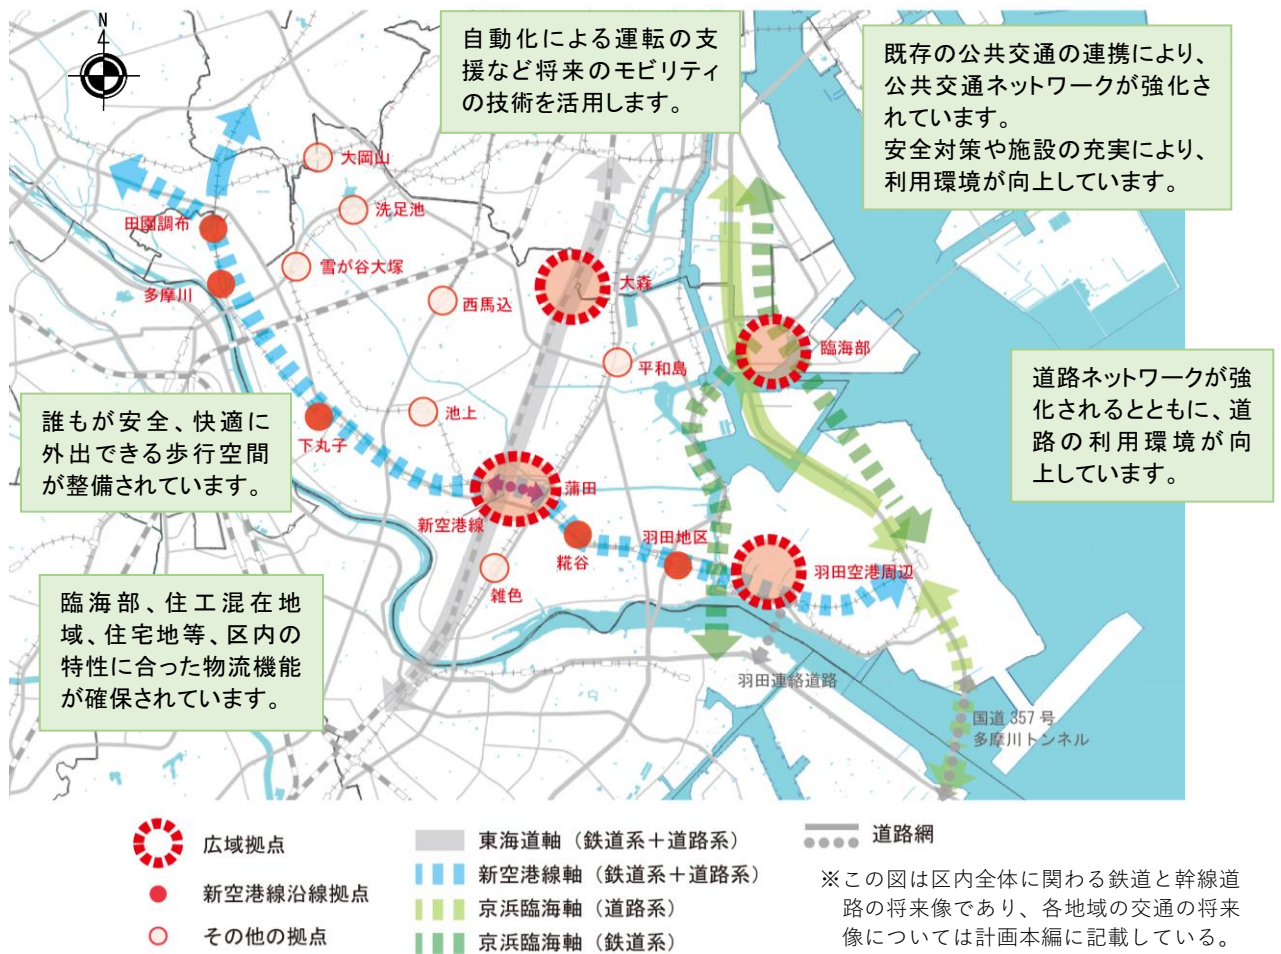 N
自動化による運転の支
援など将来のモビリティ
の技術を活用します。
既存の公共交通の連携により、
公共交通ネットワークが強化さ
れています。
安全対策や施設の充実により、
利用環境が向上しています。
大岡山
洗足池
田園調布
雪が谷大塚
多摩川
西馬込
大森
臨海部
平和島
道路ネットワークが強
化されるとともに、道
路の利用環境が向
上しています。
誰もが安全、快適に
外出できる歩行空間
が整備されています。
池上
下丸子
蒲田
新空港線
糀谷
羽田地区
羽田空港周辺
雑色
臨海部、住工混在地
域、住宅地等、区内の
特性に合った物流機能
が確保されています。
羽田連絡道路
国道 357 号
多摩川トンネル
広域拠点
新空港線沿線拠点
その他の拠点
東海道軸（鉄道系＋道路系）
新空港線軸（鉄道系＋道路系）
京浜臨海軸（道路系）
京浜臨海軸（鉄道系）
道路網
※この図は区内全体に関わる鉄道と幹線道
路の将来像であり、各地域の交通の将来
像については計画本編に記載している。